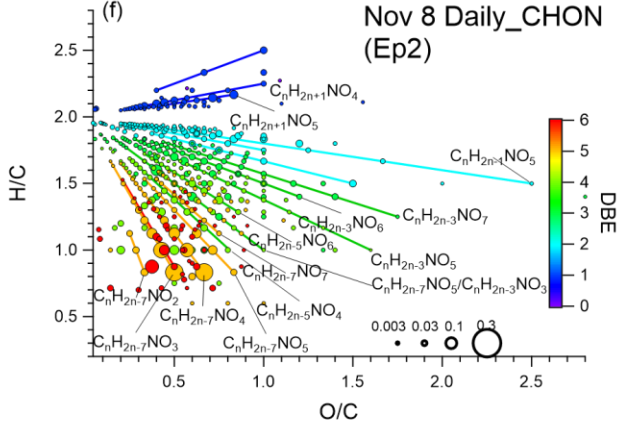 (f)
Nov 8 Daily_CHON
(Ep2)
2.5
2.0
1.5
1.0
0.5
H/C
CnH2n+1NO4
CnH2n+1NO5
CnH2n-1NO5
CnH2n-3NO6
CnH2n-3NO7
CnH2n-5NO6
CnH2n-3NO5
CnH2n-7NO7
CnH2n-7NO5/CnH2n-3NO3
CnH2n-7NO2
CnH2n-7NO4
CnH2n-5NO4
CnH2n-7NO3
CnH2n-7NO5
0.003 0.03 0.1 0.3
0.5 1.0 1.5 2.0 2.5
O/C
6
5
4
3
2
1
0
DBE